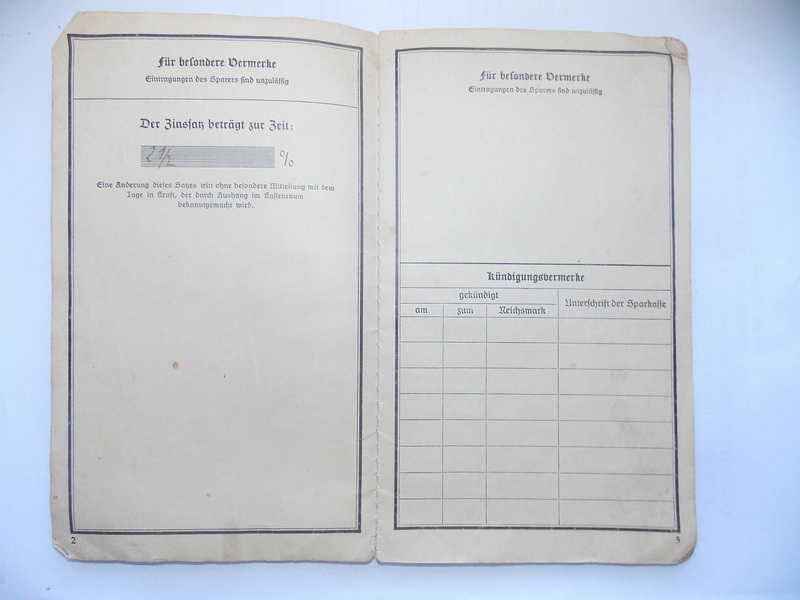 Für besondere Vermerke
Eintragungen des Sparers sind unzulässig
Der Zinssatz beträgt zur Zeit:
2 1/2 %
Eine Änderung dieses Satzes tritt ohne besondere Mitteilung mit dem
Tage in Kraft, der durch Aushang im Kassenraum
bekanntgemacht wird.
2
Für besondere Vermerke
Eintragungen des Sparers sind unzulässig
Kündigungsvermerke
gekündigt
Unterschrift der Sparkasse
am zum Reichsmark
3